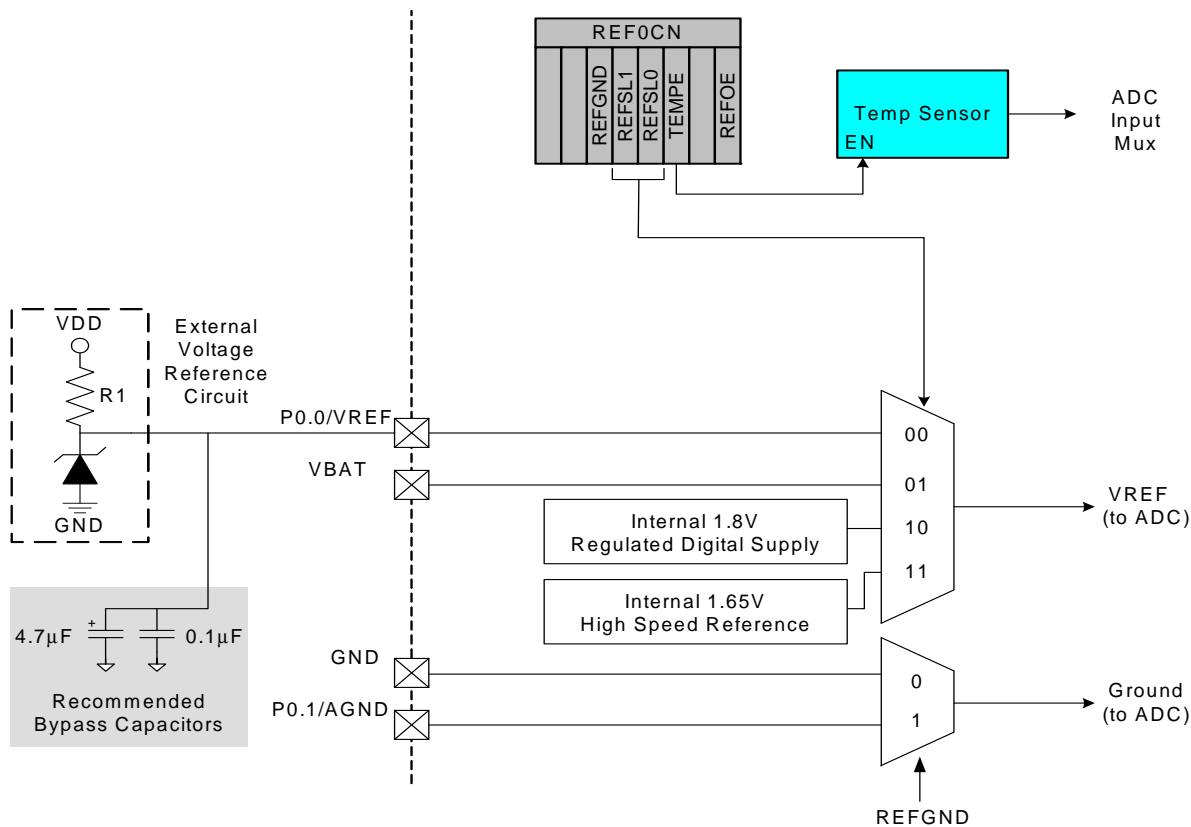 REF0CN
REFGND
REFSL1
REFSL0
TEMPE
REFOE
Temp Sensor
EN
ADC
Input
Mux
VDD
R1
GND
External
Voltage
Reference
Circuit
P0.0/VREF
VBAT
00
01
10
11
Internal 1.8V
Regulated Digital Supply
Internal 1.65V
High Speed Reference
VREF
(to ADC)
4.7μF
+
0.1μF
Recommended
Bypass Capacitors
GND
P0.1/AGND
0
1
Ground
(to ADC)
REFGND